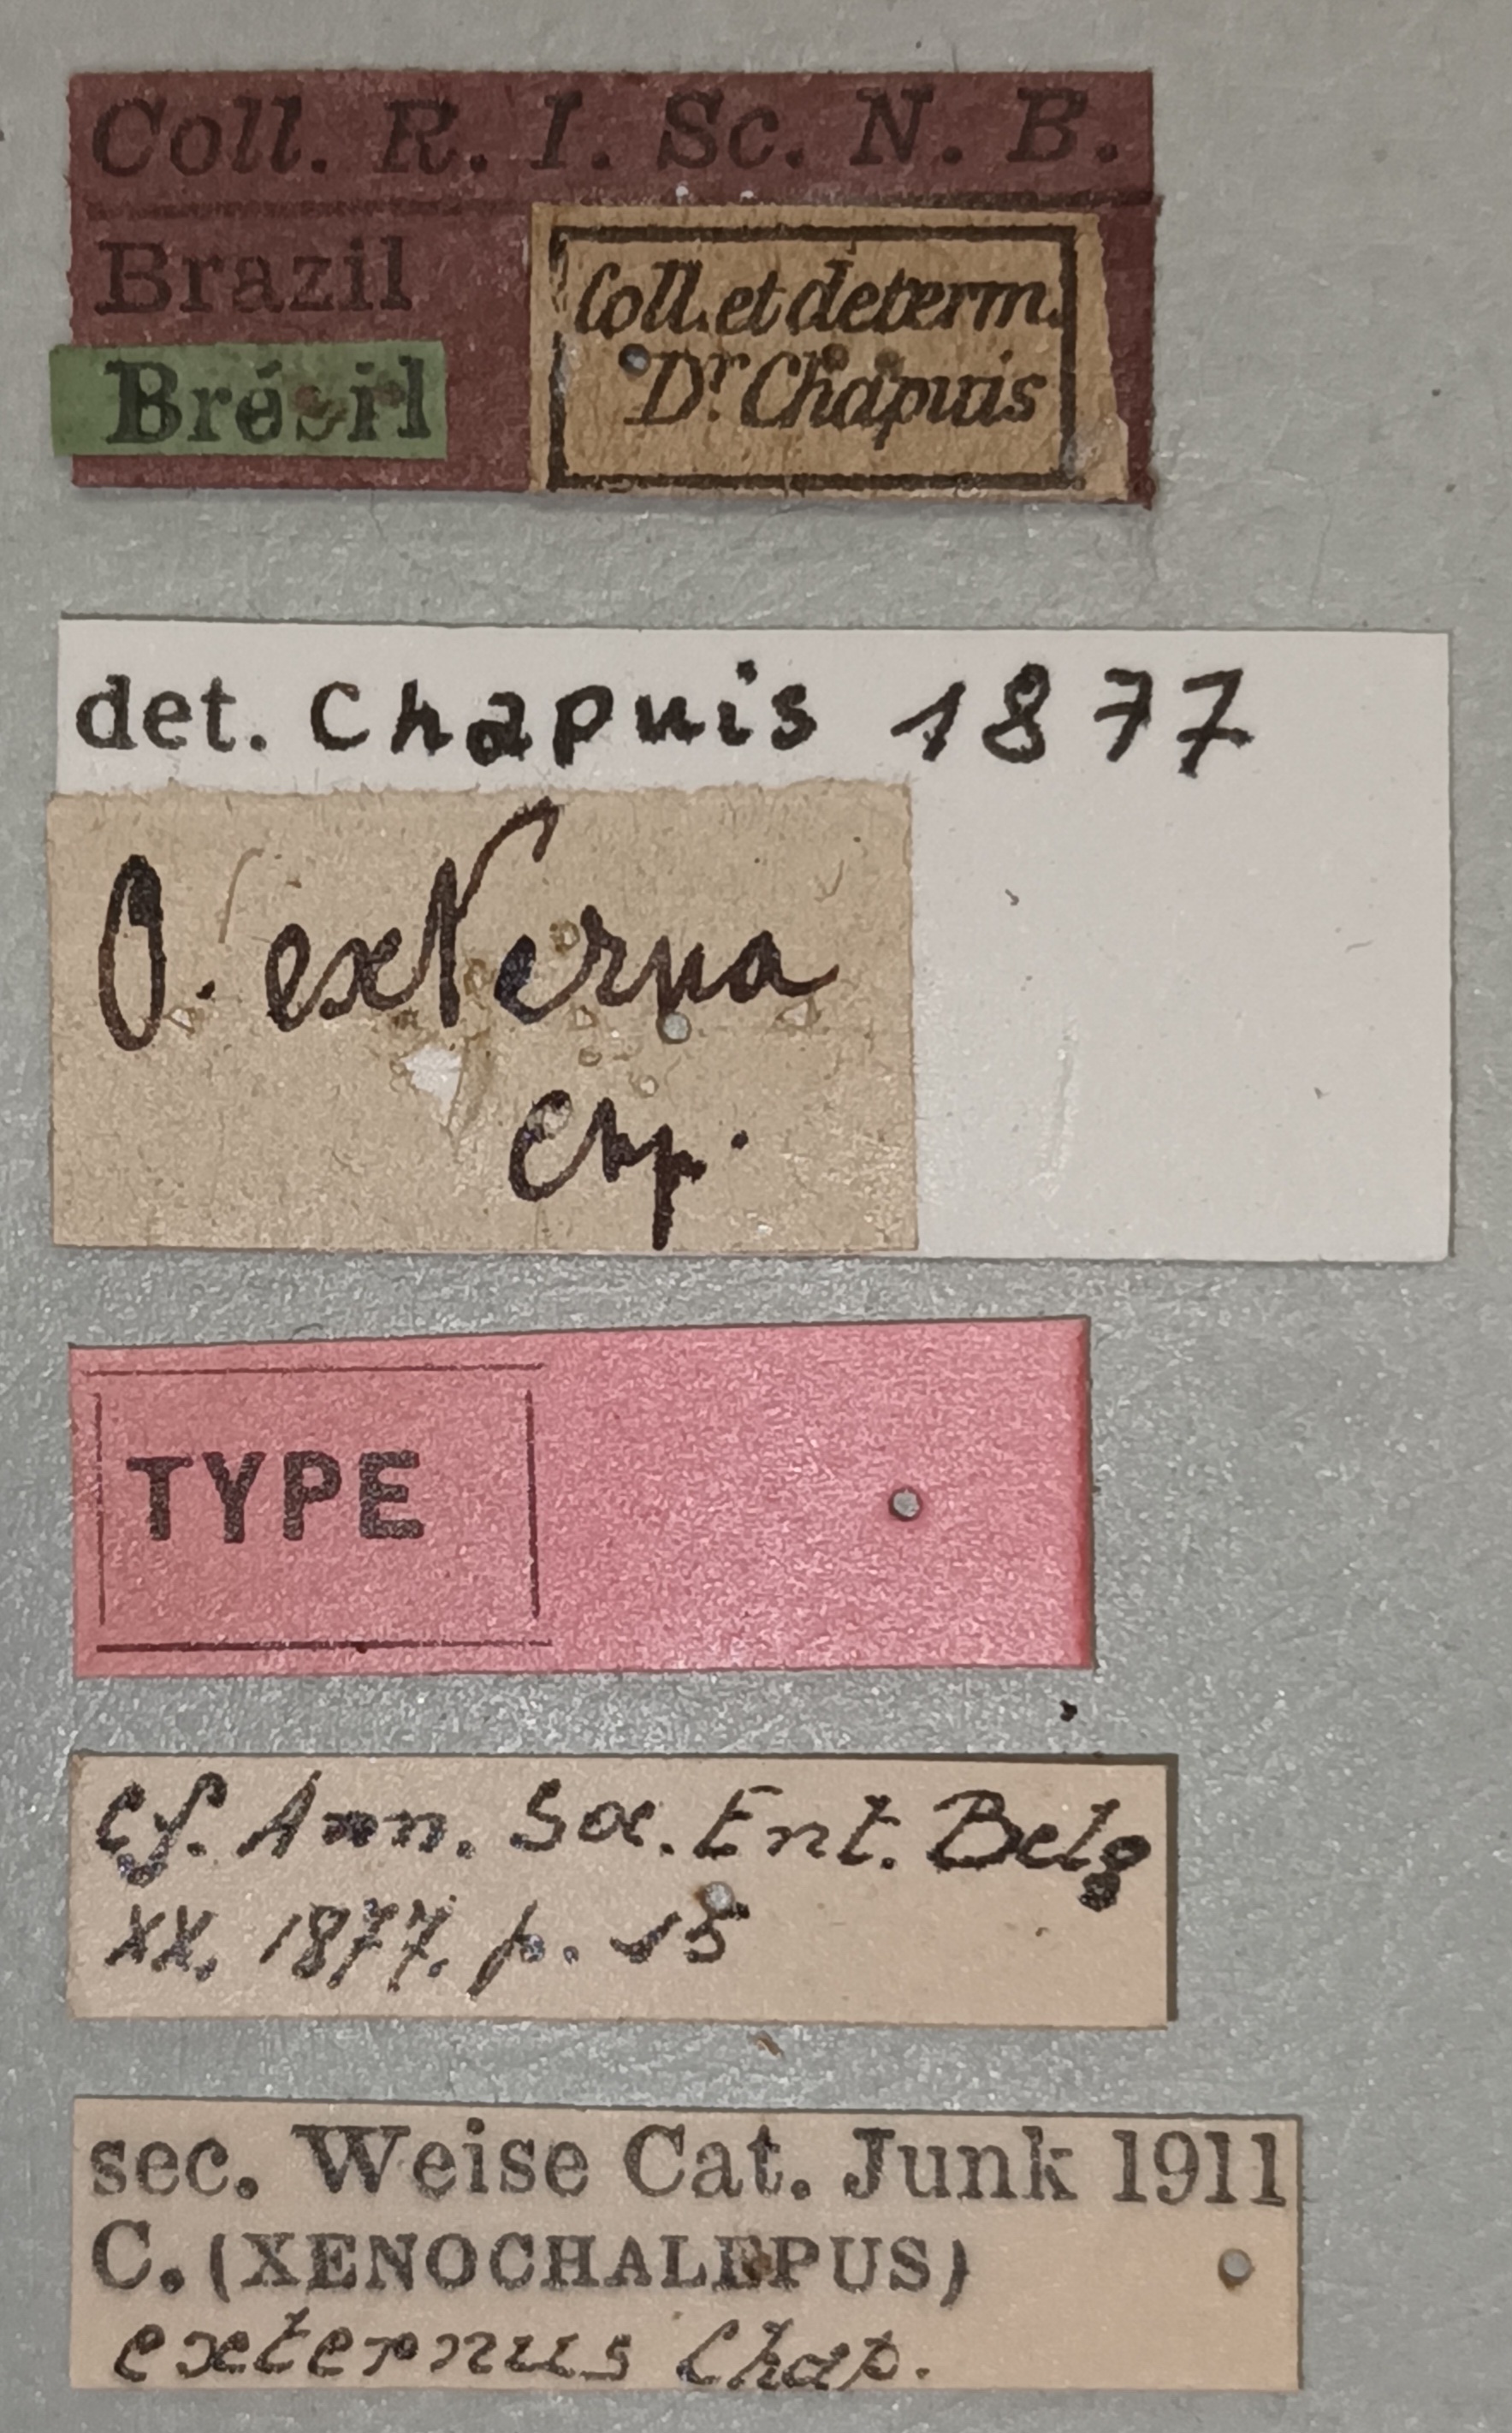 Coll. R. I. Sc. N. B.
Brazil
Brésil
Coll. et determ.
Dr. Chapuis
det. Chapuis 1877
O. externa
Chp.
TYPE
cf. Ann. Soc. Ent. Belg
XX. 1877. p. 15
sec. Weise Cat. Junk 1911
C. (XENOCHALEPUS)
externus Chap.